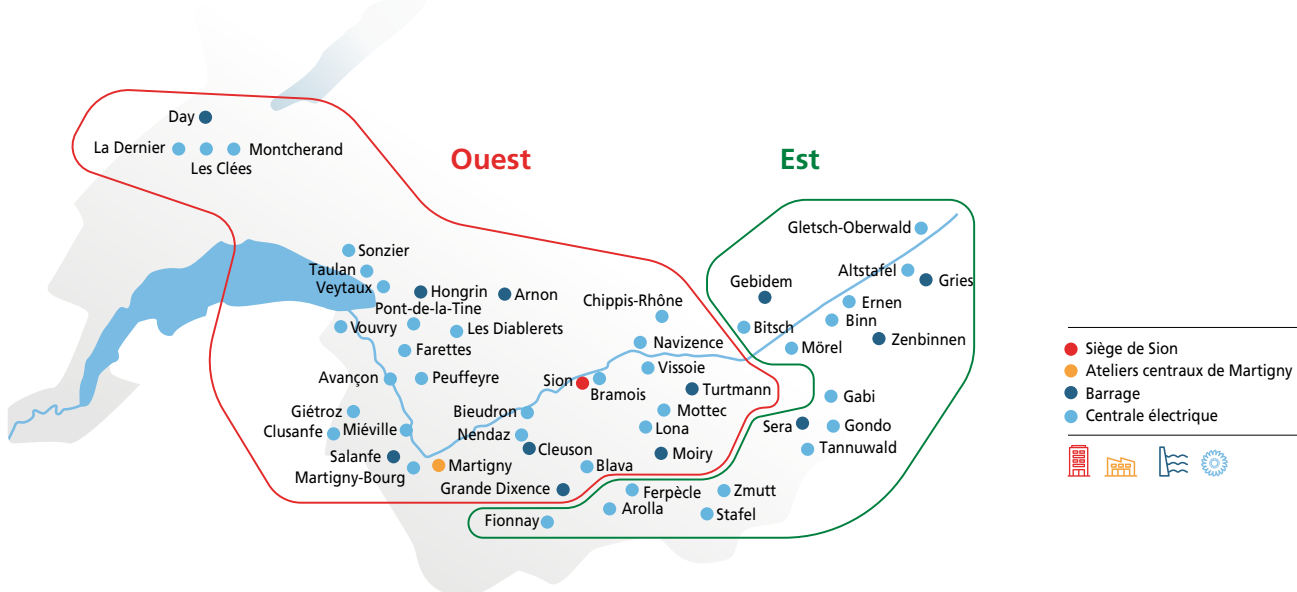 Day
La Dernier
Montcherand
Les Clées
Ouest
Est
Gletsch-Oberwald
Sonzier
Taulan
Veytaux
Hongrin
Arnon
Pont-de-la-Tine
Vouvry
Les Diablerets
Farettes
Avançon
Peuffeyre
Chippis-Rhône
Navizence
Vissoie
Sion
Bramois
Turtmann
Giétroz
Clusanfe
Miéville
Bieudron
Nendaz
Cleuson
Mottec
Lona
Moiry
Salanfe
Martigny-Bourg
Martigny
Grande Dixence
Blava
Altstafel
Gries
Gebidem
Ernen
Binn
Bitsch
Zenbinnen
Mörel
Gabi
Sera
Gondo
Tannuwald
Ferpècle
Zmutt
Arolla
Stafel
Fionnay
Siège de Sion
Ateliers centraux de Martigny
Barrage
Centrale électrique